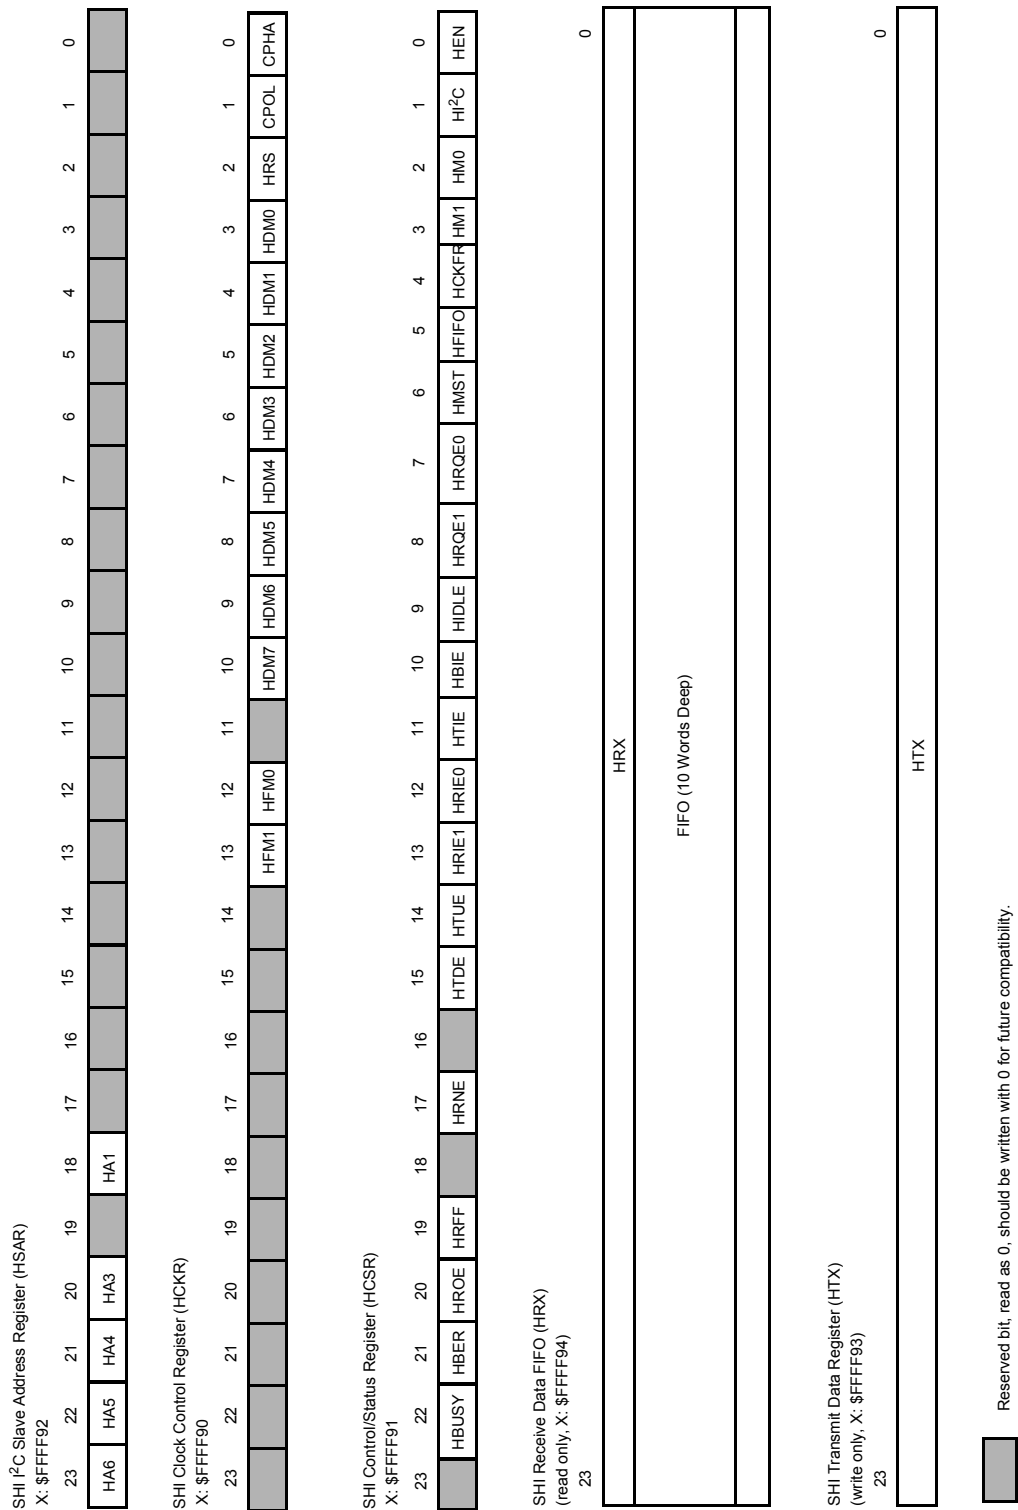 SHI I²C Slave Address Register (HSAR)
X: $FFFF92
23 22 21 20 19 18 17 16 15 14 13 12 11 10 9 8 7 6 5 4 3 2 1 0
HA6 HA5 HA4 HA3 HA1
SHI Clock Control Register (HCKR)
X: $FFFF90
23 22 21 20 19 18 17 16 15 14 13 12 11 10 9 8 7 6 5 4 3 2 1 0
HFM1 HFM0 HDM7 HDM6 HDM5 HDM4 HDM3 HDM2 HDM1 HDM0 HRS CPOL CPHA
SHI Control/Status Register (HCSR)
X: $FFFF91
23 22 21 20 19 18 17 16 15 14 13 12 11 10 9 8 7 6 5 4 3 2 1 0
HBUSY HBER HROE HRFF HRNE HTDE HTUE HRIE1 HRIE0 HTIE HBIE HIDLE HRQE1 HRQE0 HMST HFIFO HCKFR HM1 HM0 HI²C HEN
SHI Receive Data FIFO (HRX)
(read only, X: $FFFF94)
23 0
HRX
FIFO (10 Words Deep)
SHI Transmit Data Register (HTX)
(write only, X: $FFFF93)
23 0
HTX
Reserved bit, read as 0, should be written with 0 for future compatibility.